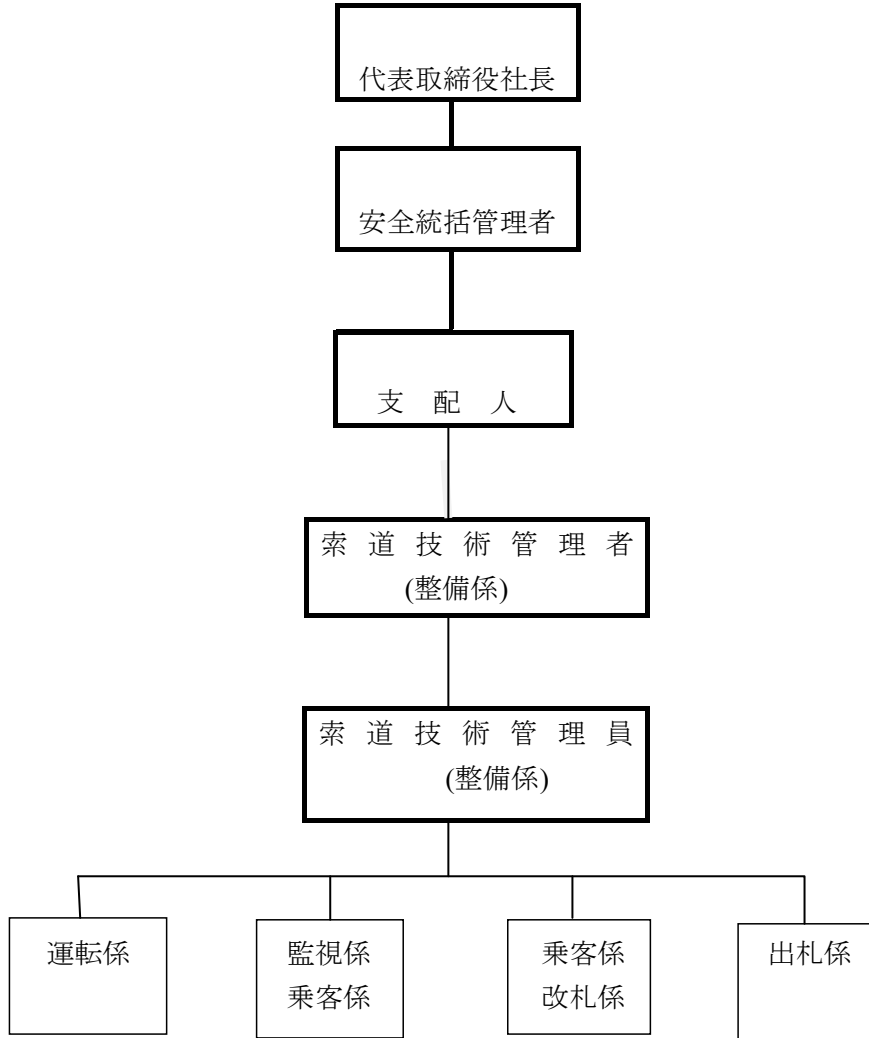 代表取締役社長
安全統括管理者
支 配 人
索 道 技 術 管 理 者
(整備係)
索 道 技 術 管 理 員
(整備係)
運転係
監視係
乗客係
乗客係
改札係
出札係